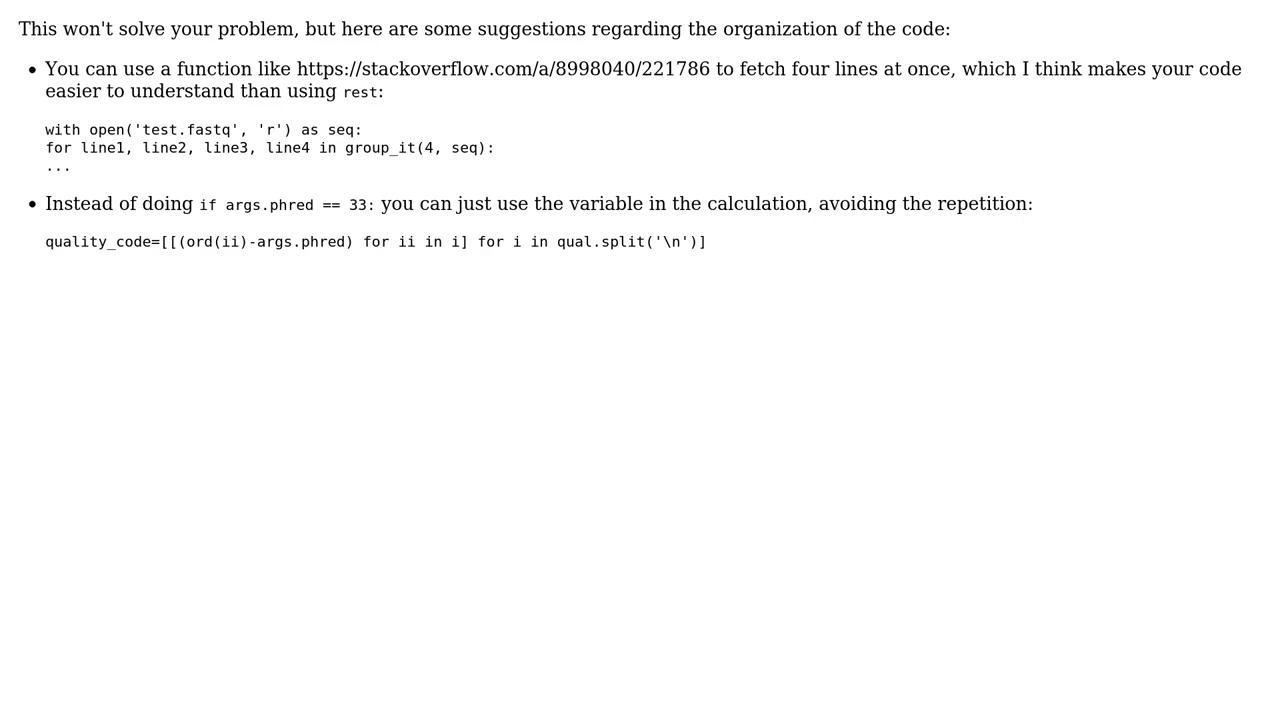 This won't solve your problem, but here are some suggestions regarding the organization of the code:
• You can use a function like https://stackoverflow.com/a/8998040/221786 to fetch four lines at once, which I think makes your code
easier to understand than using rest:
with open('test.fastq', 'r') as seq:
for line1, line2, line3, line4 in group_it(4, seq):
...
• Instead of doing if args.phred == 33: you can just use the variable in the calculation, avoiding the repetition:
quality_code=[[(ord(ii)-args.phred) for ii in i] for i in qual.split('\n')]